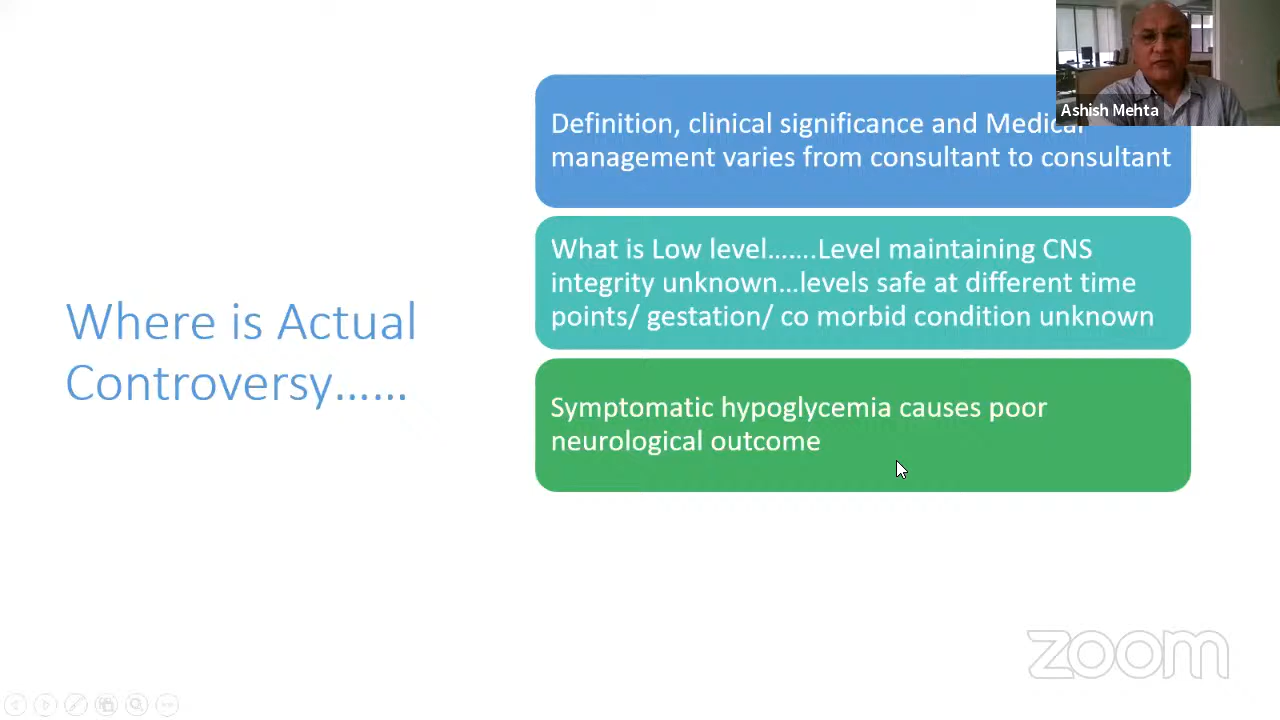 Where is Actual
Controversy……
Definition, clinical significance and Medical
management varies from consultant to consultant
What is Low level…….Level maintaining CNS
integrity unknown…levels safe at different time
points/ gestation/ co morbid condition unknown
Symptomatic hypoglycemia causes poor
neurological outcome
Ashish Mehta
zoom